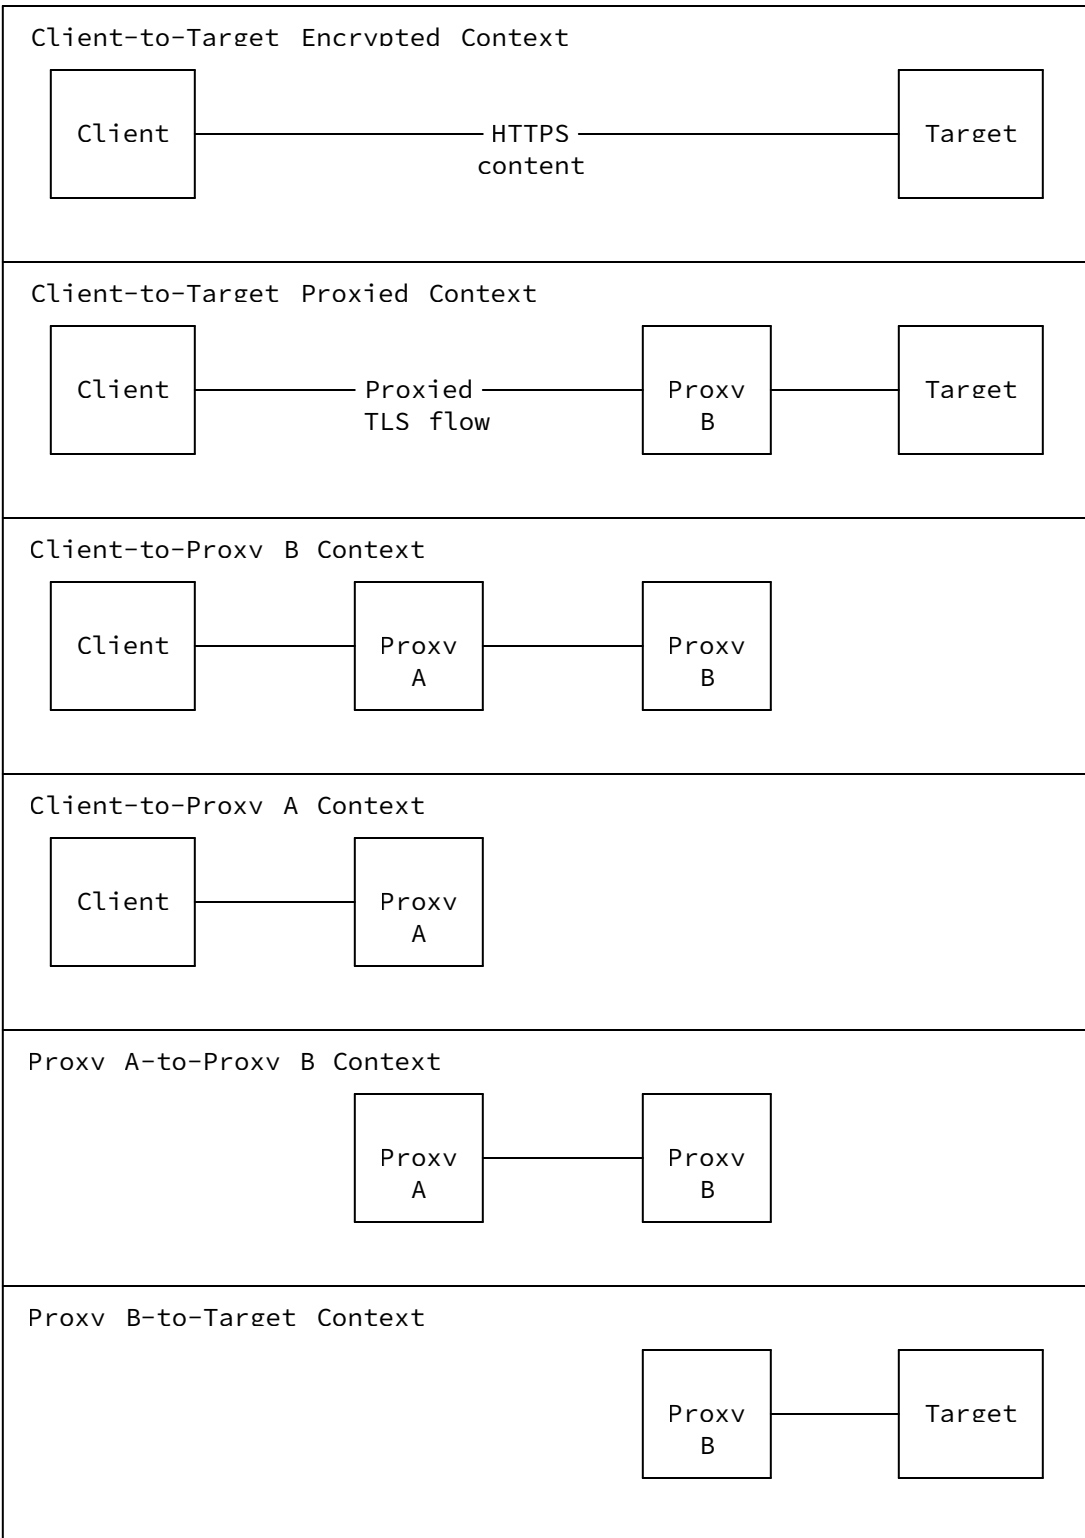 Client-to-Target Encrypted Context
Client HTTPS Target
content
Client-to-Target Proxied Context
Client Proxied Proxy Target
TLS flow B
Client-to-Proxy B Context
Client Proxy Proxy
A B
Client-to-Proxy A Context
Client Proxy
A
Proxy A-to-Proxy B Context
Proxy Proxy
A B
Proxy B-to-Target Context
Proxy Target
B